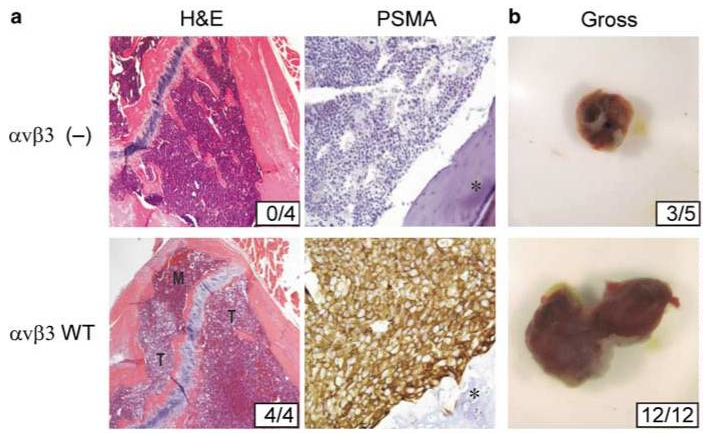 a H&E PSMA b Gross
αvβ3 (–)
0/4 * 3/5
M
T
T
αvβ3 WT
4/4 * 12/12